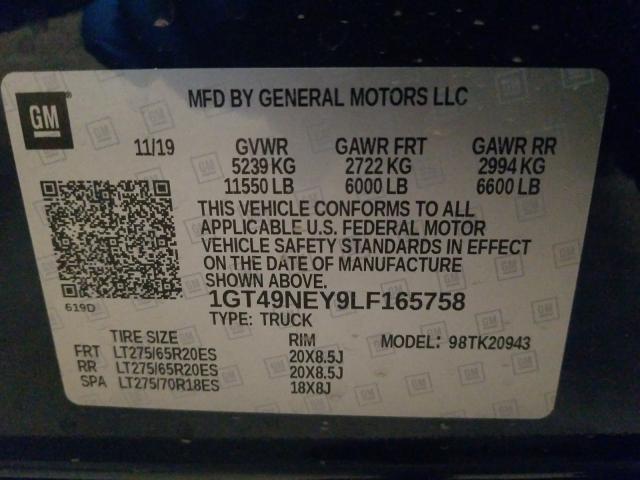 GM
MFD BY GENERAL MOTORS LLC
11/19 GVWR GAWR FRT GAWR RR
5239 KG 2722 KG 2994 KG
11550 LB 6000 LB 6600 LB
THIS VEHICLE CONFORMS TO ALL
APPLICABLE U.S. FEDERAL MOTOR
VEHICLE SAFETY STANDARDS IN EFFECT
ON THE DATE OF MANUFACTURE
SHOWN ABOVE.
619D
1GT49NEY9LF165758
TYPE: TRUCK
TIRE SIZE RIM MODEL: 98TK20943
FRT LT275/65R20ES 20X8.5J
RR LT275/65R20ES 20X8.5J
SPA LT275/70R18ES 18X8J